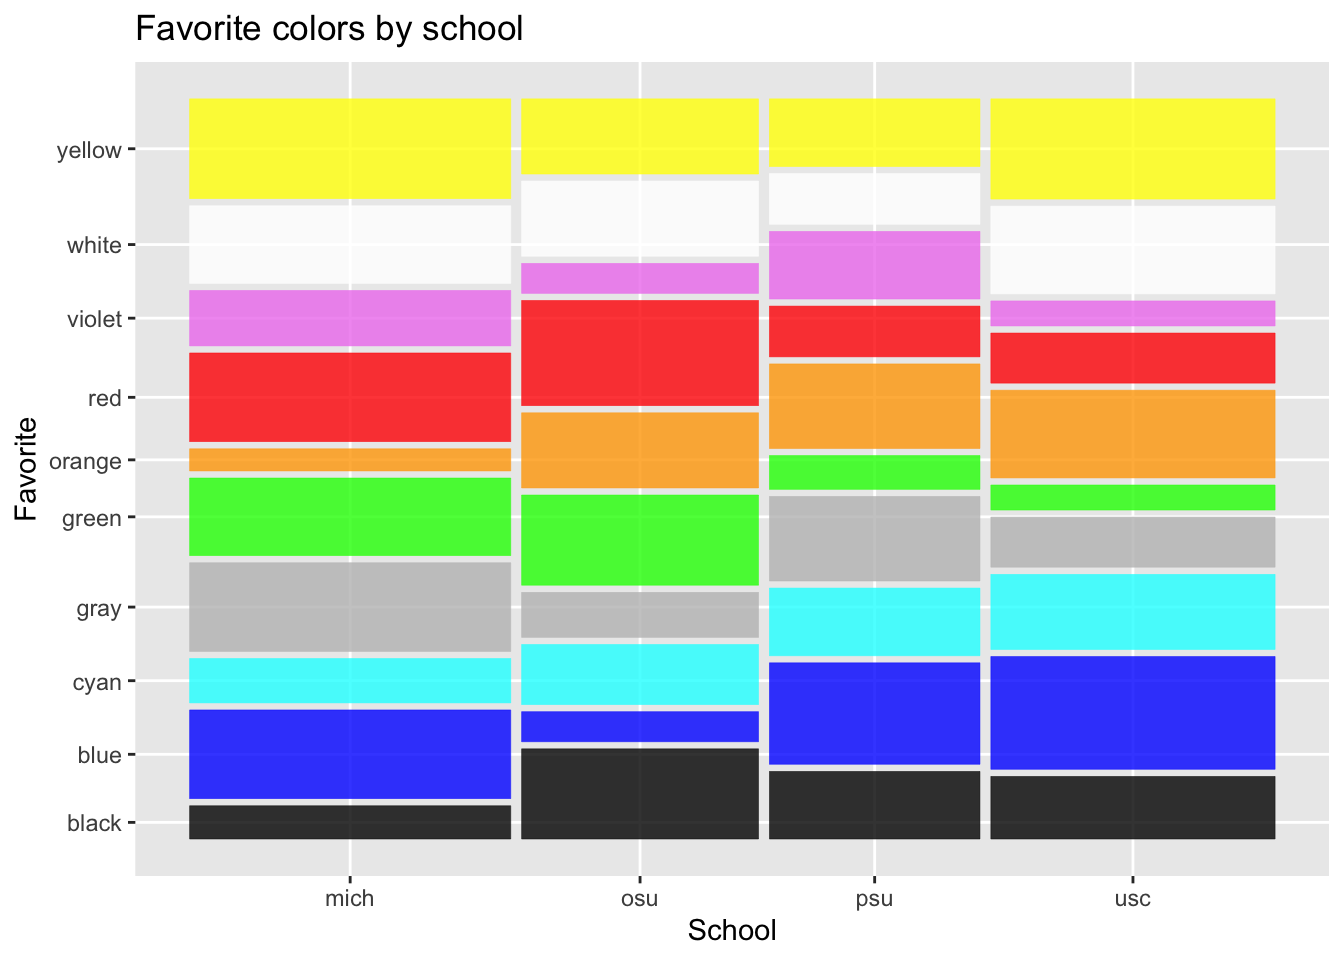 Favorite colors by school
yellow
white
violet
red
orange
green
gray
cyan
blue
black
Favorite
mich
osu
psu
usc
School